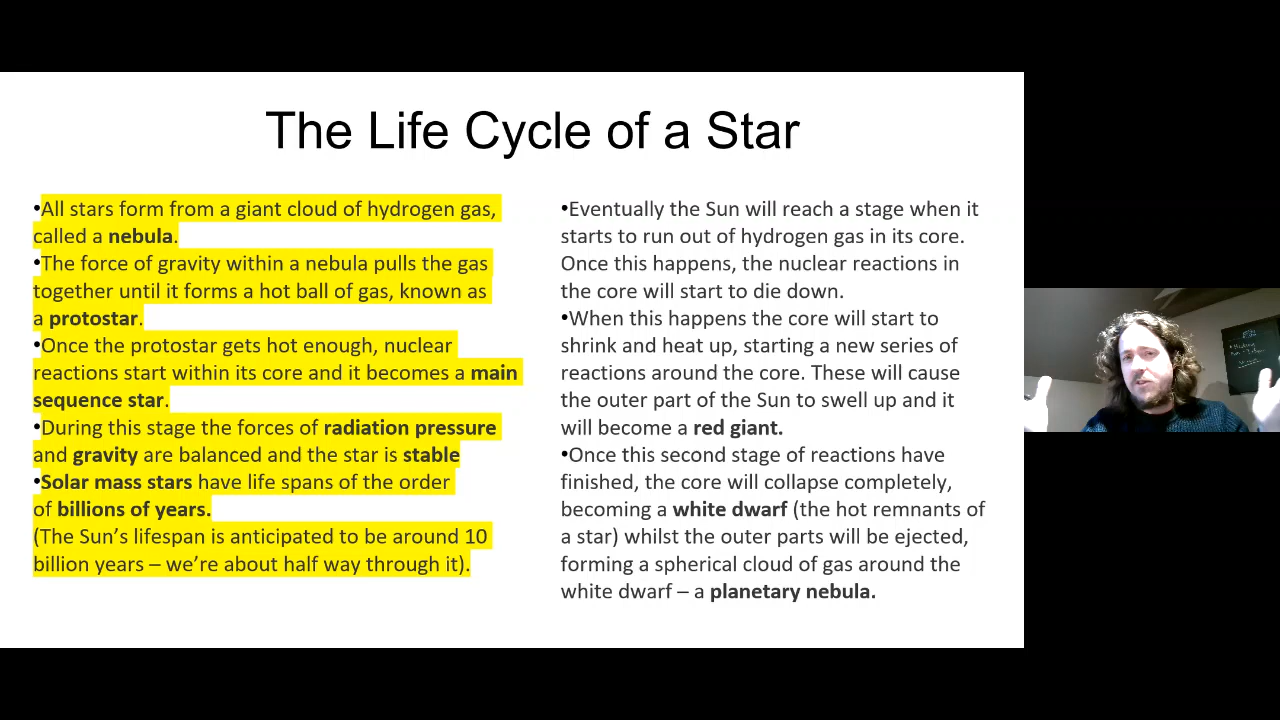 The Life Cycle of a Star
•All stars form from a giant cloud of hydrogen gas,
called a nebula.
•The force of gravity within a nebula pulls the gas
together until it forms a hot ball of gas, known as
a protostar.
•Once the protostar gets hot enough, nuclear
reactions start within its core and it becomes a main
sequence star.
•During this stage the forces of radiation pressure
and gravity are balanced and the star is stable
•Solar mass stars have life spans of the order
of billions of years.
(The Sun’s lifespan is anticipated to be around 10
billion years – we’re about half way through it).
•Eventually the Sun will reach a stage when it
starts to run out of hydrogen gas in its core.
Once this happens, the nuclear reactions in
the core will start to die down.
•When this happens the core will start to
shrink and heat up, starting a new series of
reactions around the core. These will cause
the outer part of the Sun to swell up and it
will become a red giant.
•Once this second stage of reactions have
finished, the core will collapse completely,
becoming a white dwarf (the hot remnants of
a star) whilst the outer parts will be ejected,
forming a spherical cloud of gas around the
white dwarf – a planetary nebula.